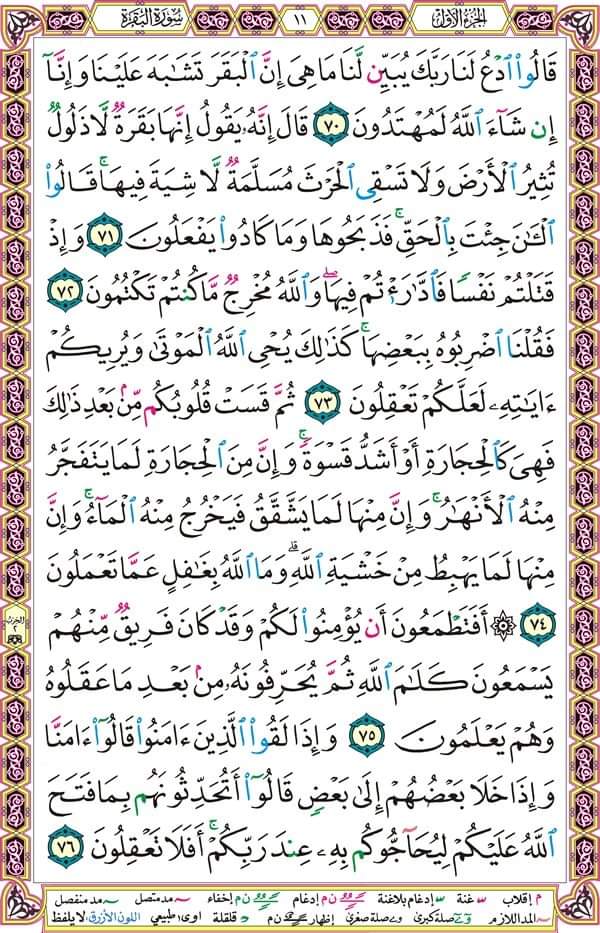 الجزء الأول
١١
سورة البقرة
قَالُوا۟ ٱدْعُ لَنَا رَبَّكَ يُبَيِّن لَّنَا مَا هِىَ إِنَّ ٱلْبَقَرَ تَشَٰبَهَ عَلَيْنَا وَإِنَّآ
إِن شَآءَ ٱللَّهُ لَمُهْتَدُونَ ٧٠ قَالَ إِنَّهُۥ يَقُولُ إِنَّهَا بَقَرَةٌ لَّا ذَلُولٌ
تُثِيرُ ٱلْأَرْضَ وَلَا تَسْقِى ٱلْحَرْثَ مُسَلَّمَةٌ لَّا شِيَةَ فِيهَا ۚ قَالُوا۟
ٱلْـَٰٔنَ جِئْتَ بِٱلْحَقِّ ۚ فَذَبَحُوهَا وَمَا كَادُوا۟ يَفْعَلُونَ ٧١ وَإِذْ
قَتَلْتُمْ نَفْسًا فَٱدَّٰرَْٰٔتُمْ فِيهَا ۖ وَٱللَّهُ مُخْرِجٌ مَّا كُنتُمْ تَكْتُمُونَ ٧٢
فَقُلْنَا ٱضْرِبُوهُ بِبَعْضِهَا ۚ كَذَٰلِكَ يُحْىِ ٱللَّهُ ٱلْمَوْتَىٰ وَيُرِيكُمْ
ءَايَٰتِهِۦ لَعَلَّكُمْ تَعْقِلُونَ ٧٣ ثُمَّ قَسَتْ قُلُوبُكُم مِّنۢ بَعْدِ ذَٰلِكَ
فَهِىَ كَٱلْحِجَارَةِ أَوْ أَشَدُّ قَسْوَةً ۚ وَإِنَّ مِنَ ٱلْحِجَارَةِ لَمَا يَتَفَجَّرُ
مِنْهُ ٱلْأَنْهَٰرُ ۚ وَإِنَّ مِنْهَا لَمَا يَشَّقَّقُ فَيَخْرُجُ مِنْهُ ٱلْمَآءُ ۚ وَإِنَّ
مِنْهَا لَمَا يَهْبِطُ مِنْ خَشْيَةِ ٱللَّهِ ۗ وَمَا ٱللَّهُ بِغَٰفِلٍ عَمَّا تَعْمَلُونَ
٧٤ ۞ أَفَتَطْمَعُونَ أَن يُؤْمِنُوا۟ لَكُمْ وَقَدْ كَانَ فَرِيقٌ مِّنْهُمْ
يَسْمَعُونَ كَلَٰمَ ٱللَّهِ ثُمَّ يُحَرِّفُونَهُۥ مِنۢ بَعْدِ مَا عَقَلُوهُ
وَهُمْ يَعْلَمُونَ ٧٥ وَإِذَا لَقُوا۟ ٱلَّذِينَ ءَامَنُوا۟ قَالُوٓا۟ ءَامَنَّا
وَإِذَا خَلَا بَعْضُهُمْ إِلَىٰ بَعْضٍ قَالُوٓا۟ أَتُحَدِّثُونَهُم بِمَا فَتَحَ
ٱللَّهُ عَلَيْكُمْ لِيُحَآجُّوكُم بِهِۦ عِندَ رَبِّكُمْ ۚ أَفَلَا تَعْقِلُونَ ٧٦
الحزب ٢
م إقلاب غنة إدغام بلاغنة ن م إدغام ن م إخفاء مد متصل مد منفصل
المد اللازم صلة كبرى صلة صغرى إظهار ن م قلقلة اوى: طبيعي اللون الأزرق: لا يلفظ